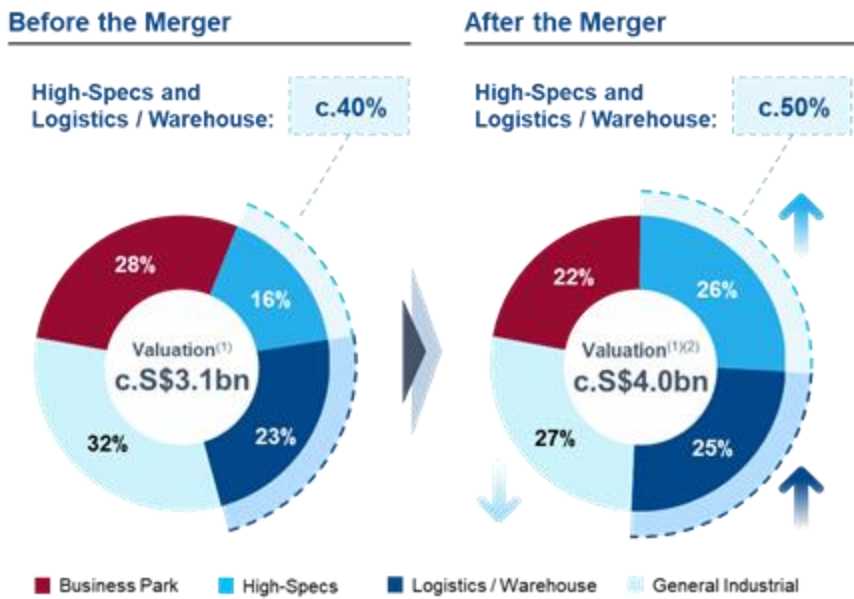 Before the Merger
High-Specs and
Logistics / Warehouse:
c.40%
28%
16%
23%
32%
Valuation(1)
c.S$3.1bn
After the Merger
High-Specs and
Logistics / Warehouse:
c.50%
22%
26%
25%
27%
Valuation(1)(2)
c.S$4.0bn
Business Park
High-Specs
Logistics / Warehouse
General Industrial